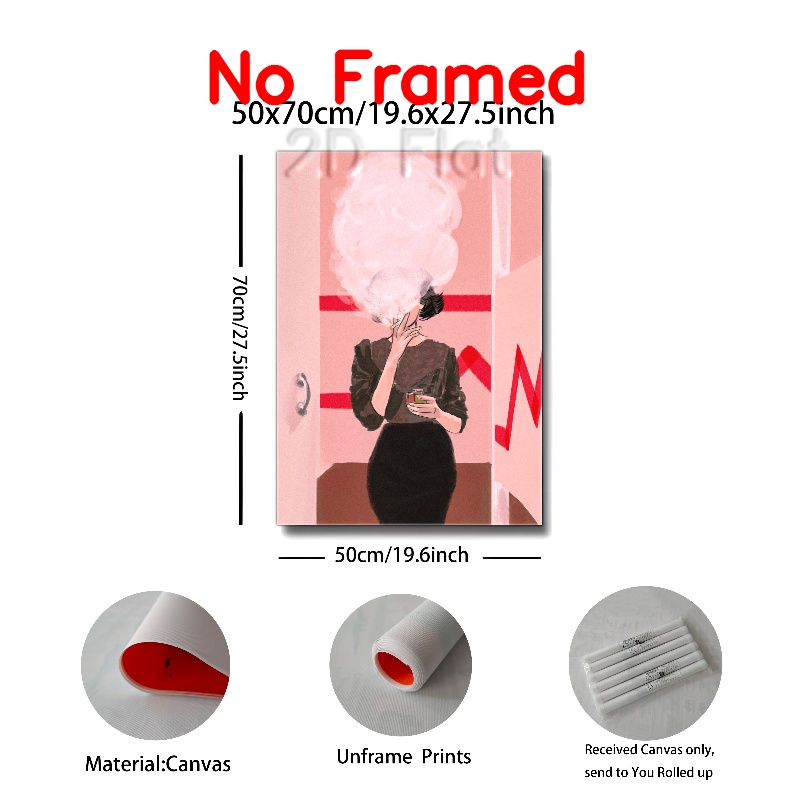 No Framed
50x70cm/19.6x27.5inch
2D Flat
70cm/27.5inch
50cm/19.6inch
Material:Canvas
Unframe Prints
Received Canvas only,
send to You Rolled up